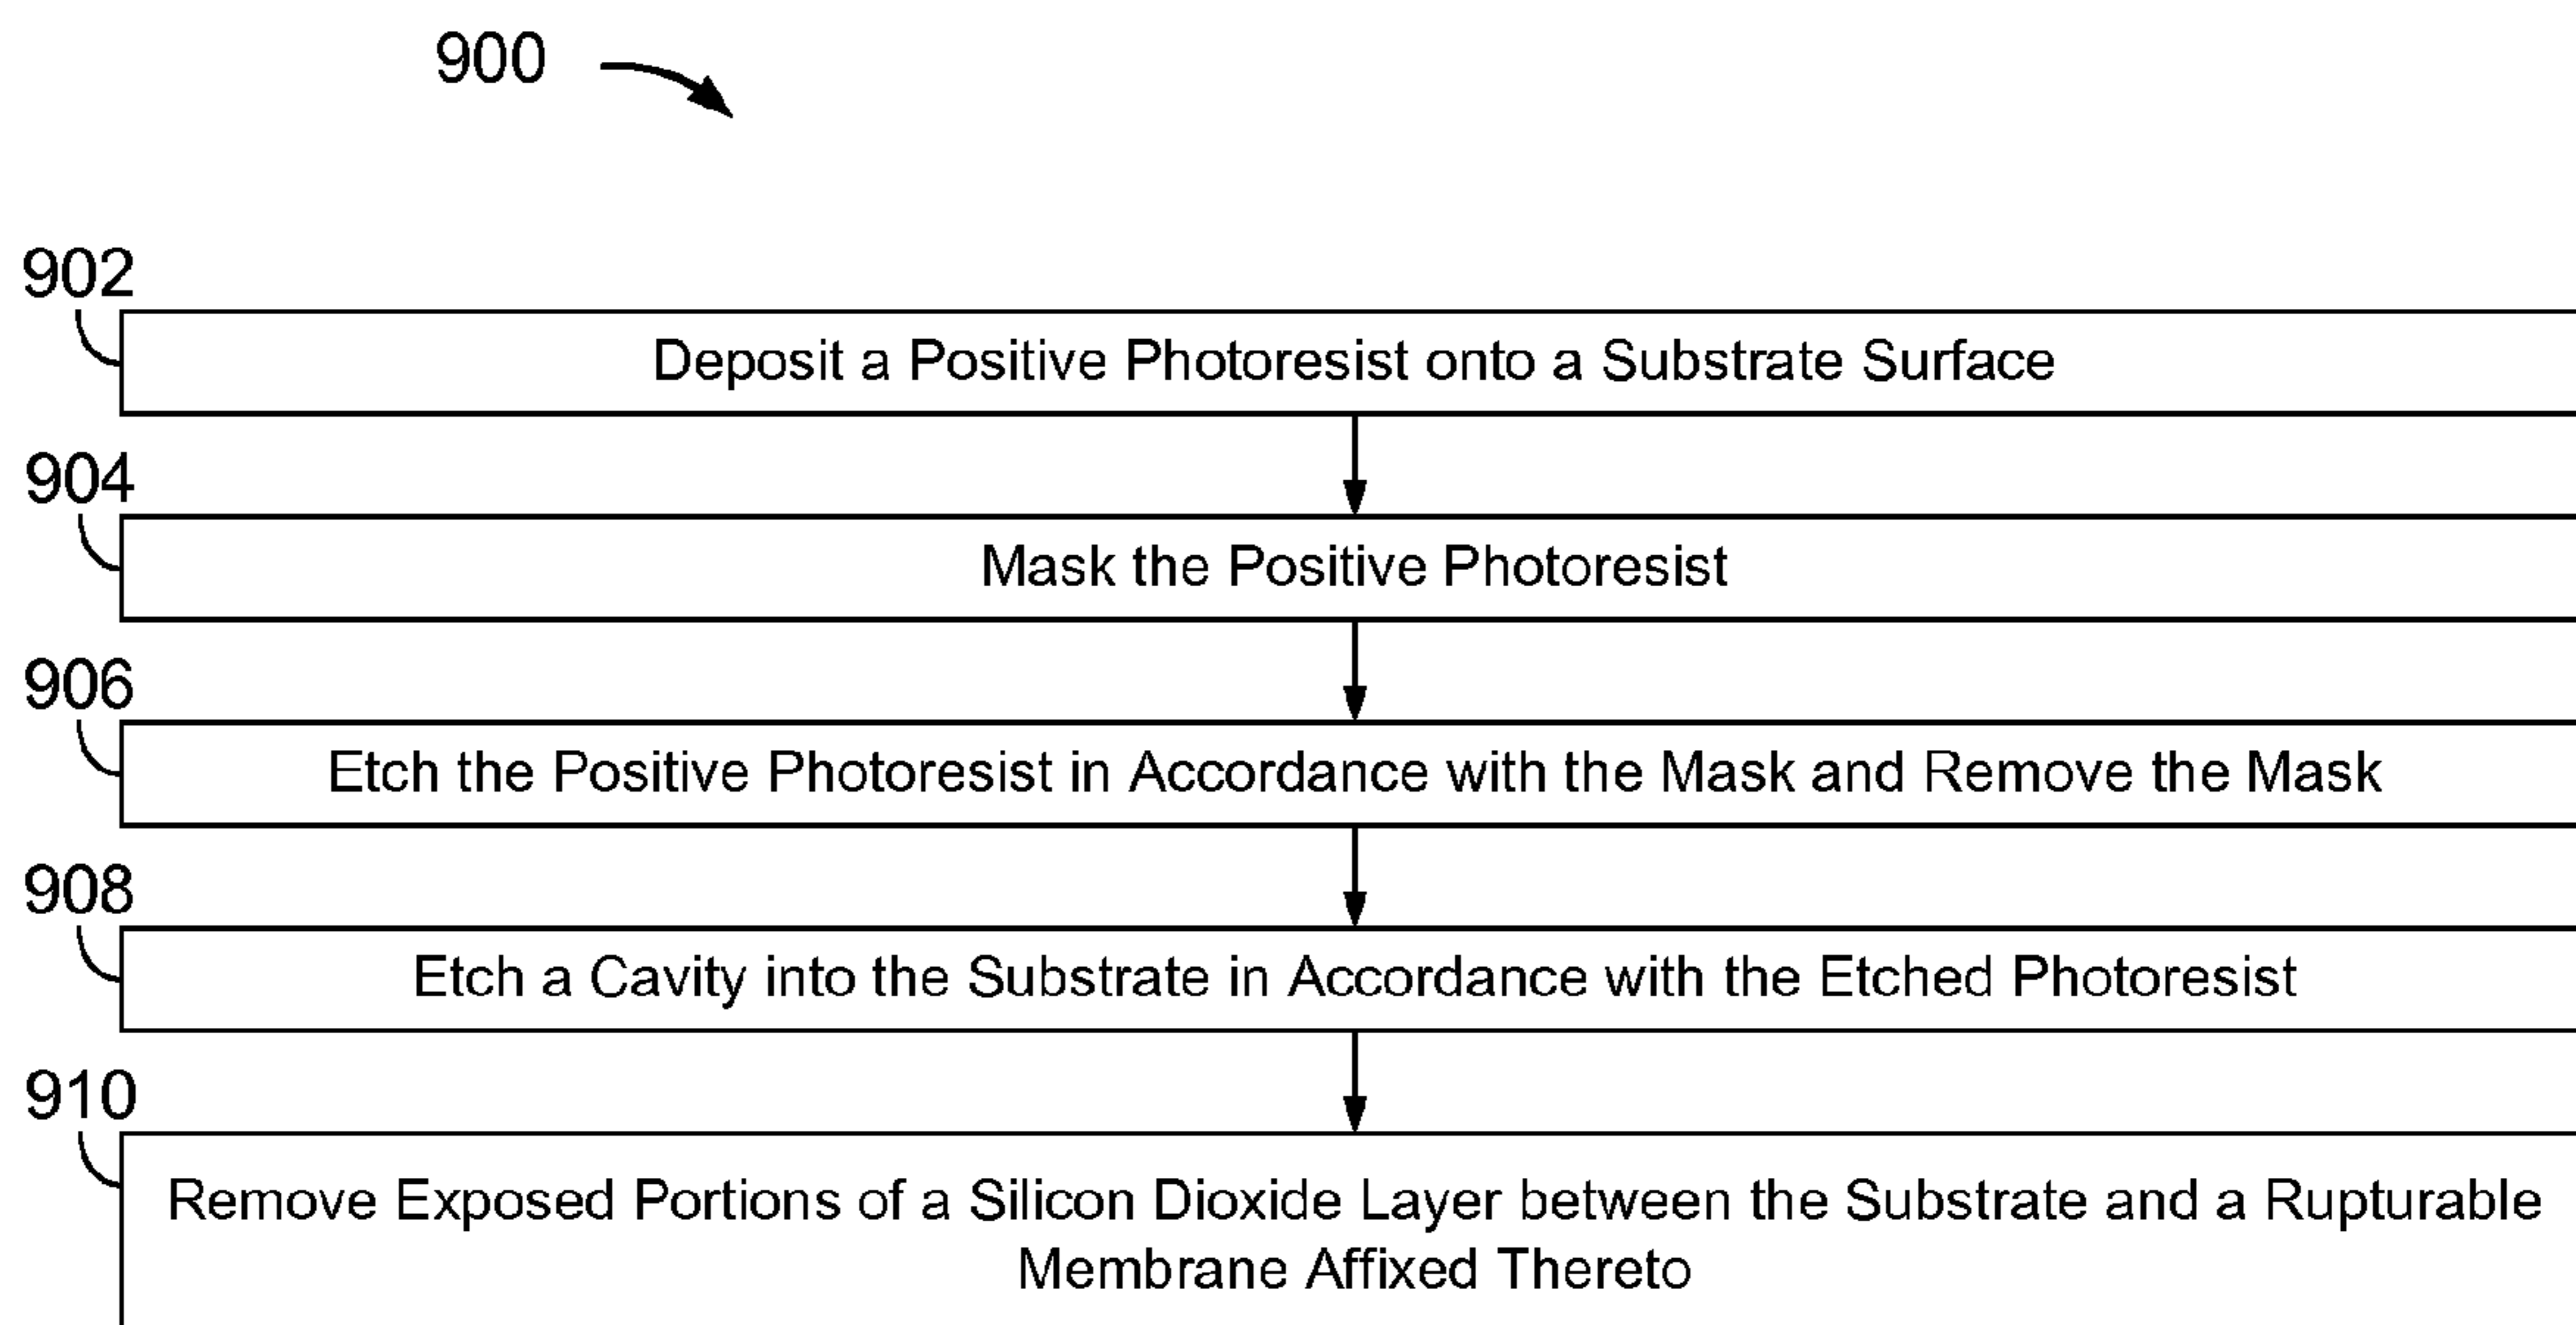 900
902
Deposit a Positive Photoresist onto a Substrate Surface
904
Mask the Positive Photoresist
906
Etch the Positive Photoresist in Accordance with the Mask and Remove the Mask
908
Etch a Cavity into the Substrate in Accordance with the Etched Photoresist
910
Remove Exposed Portions of a Silicon Dioxide Layer between the Substrate and a Rupturable
Membrane Affixed Thereto